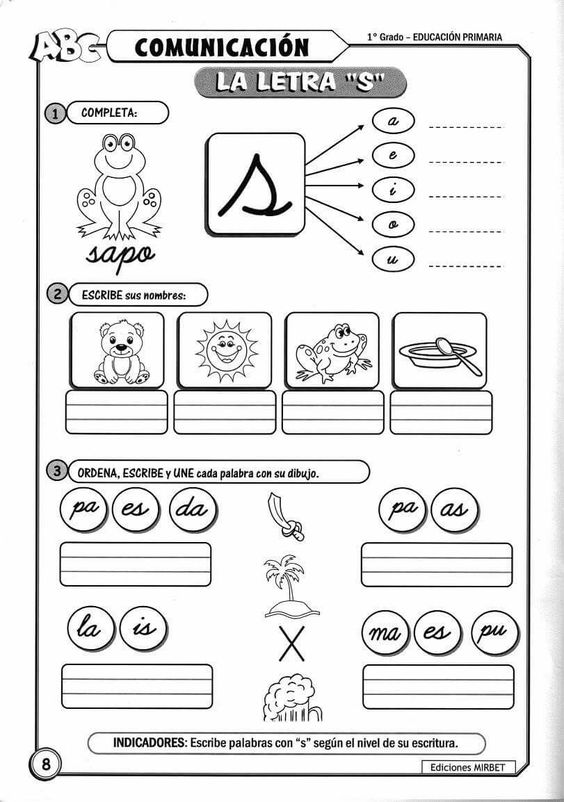 ABC
COMUNICACIÓN
1° Grado – EDUCACIÓN PRIMARIA
LA LETRA "S"
1 COMPLETA:
s
a
e
i
o
u
sapo
2 ESCRIBE sus nombres:
3 ORDENA, ESCRIBE y UNE cada palabra con su dibujo.
pa es da
pa as
la is
ma es pu
INDICADORES: Escribe palabras con “s” según el nivel de su escritura.
8
Ediciones MIRBET